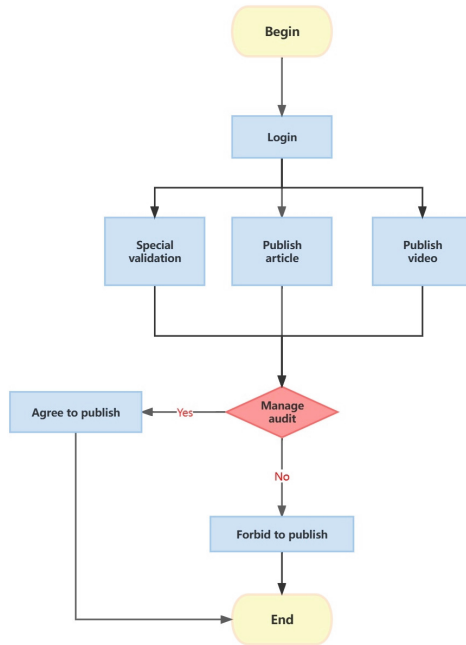 Begin
Login
Special
validation
Publish
article
Publish
video
Manage
audit
Agree to publish
Yes
No
Forbid to publish
End